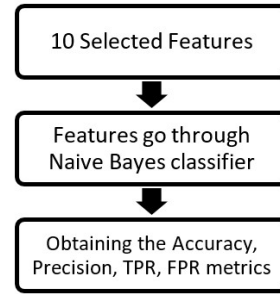 10 Selected Features
Features go through
Naive Bayes classifier
Obtaining the Accuracy,
Precision, TPR, FPR metrics